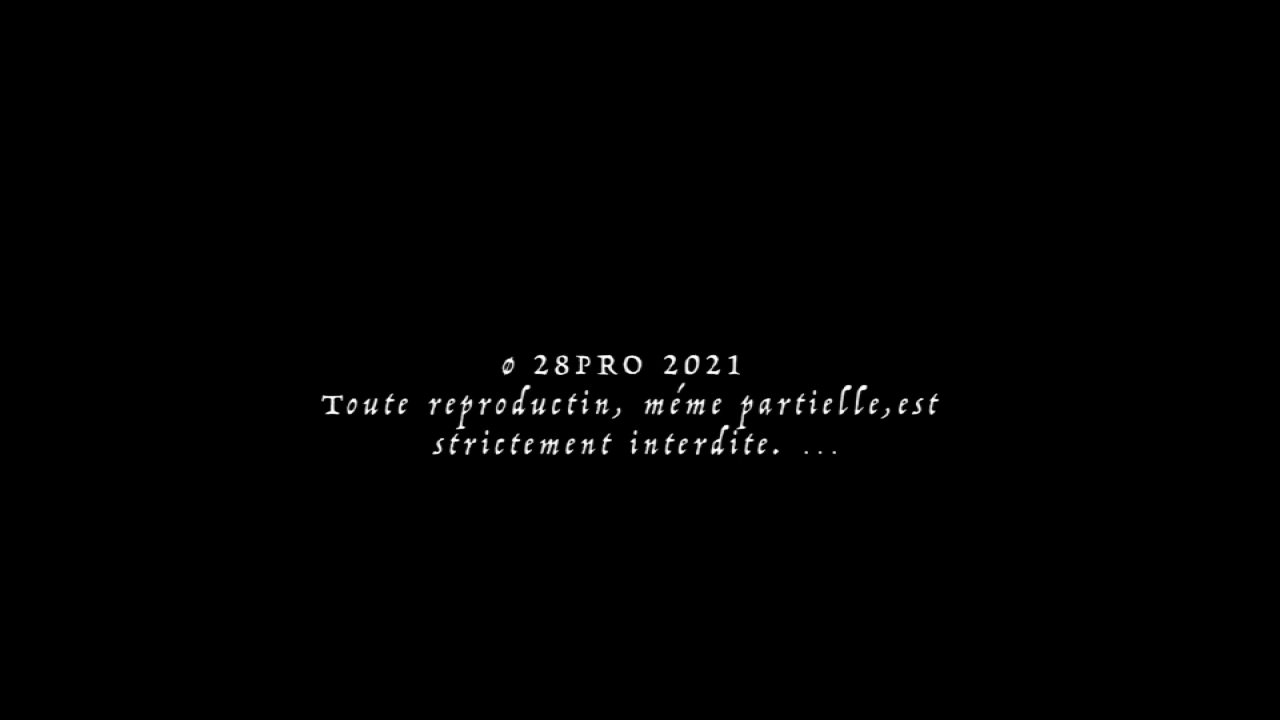 ø 28PRO 2021
Toute reproductin, méme partielle,est
strictement interdite. ...